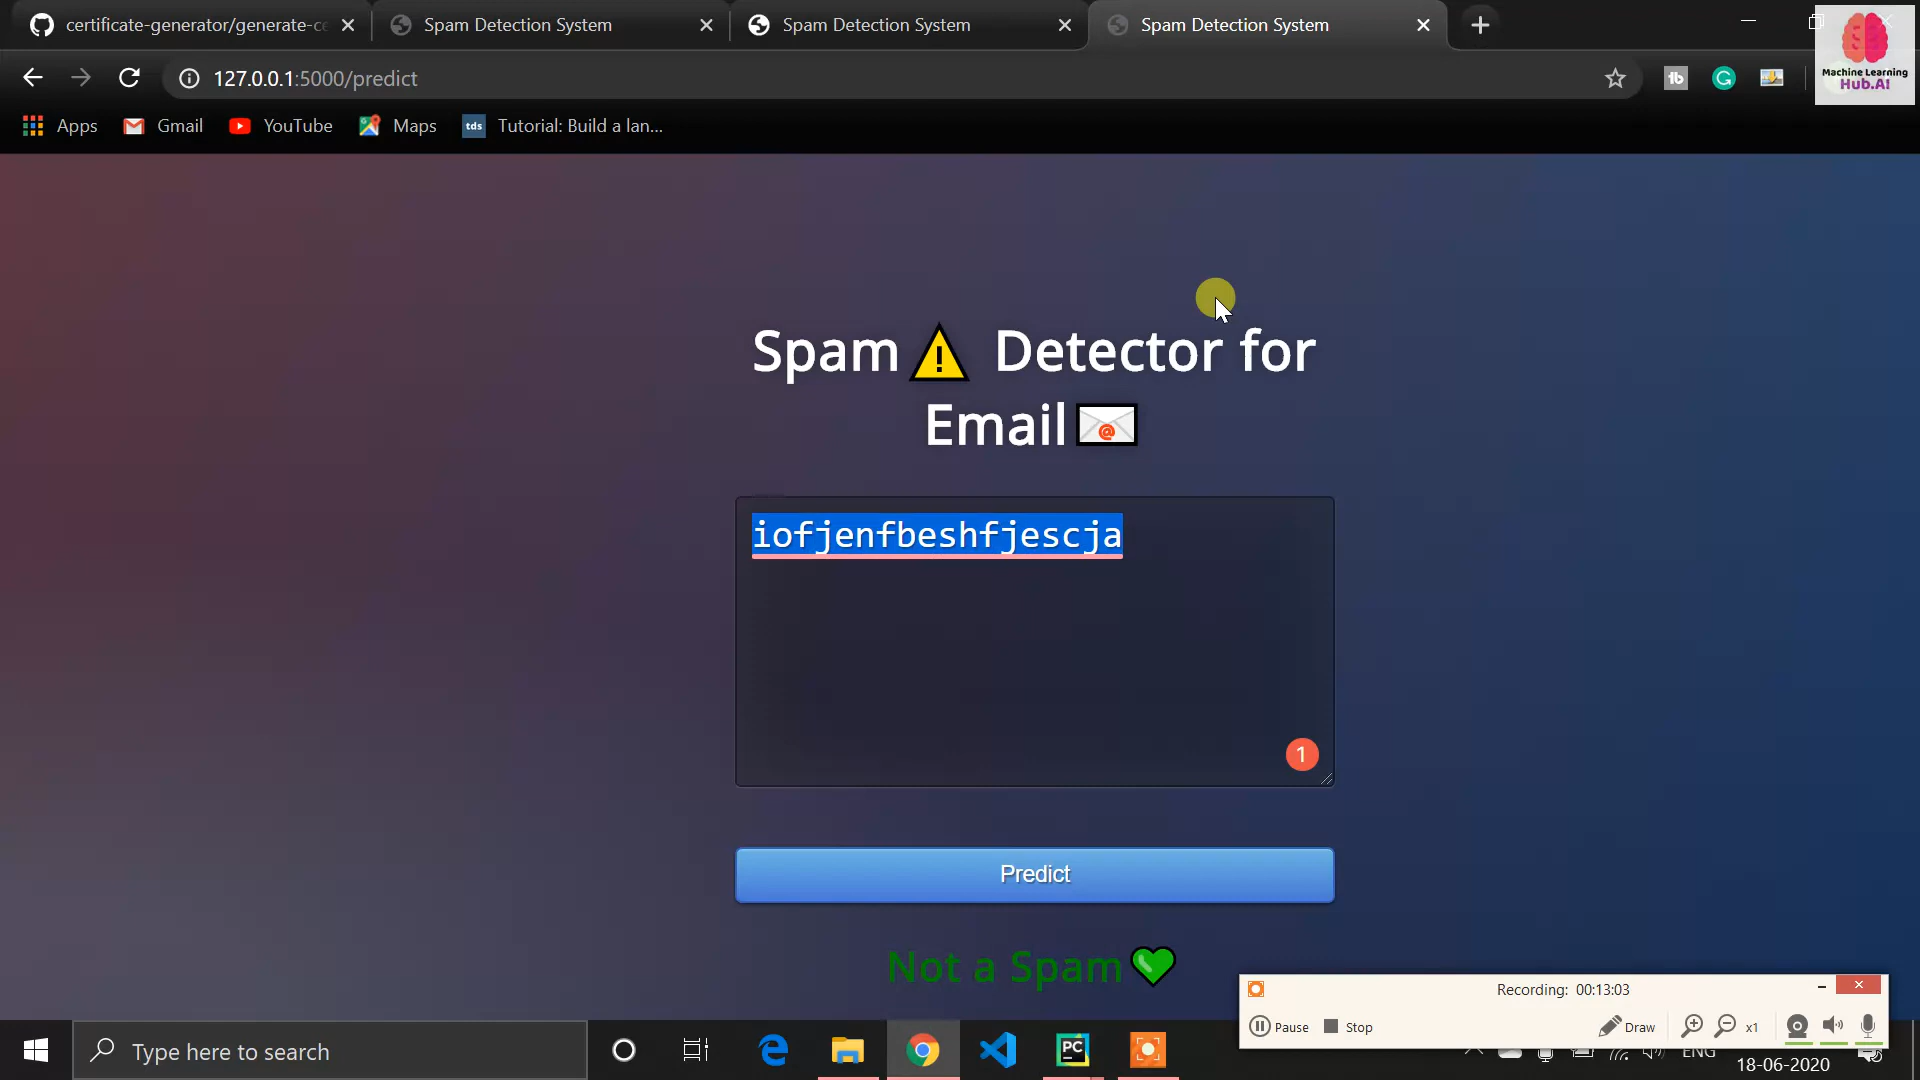 certificate-generator/generate-ce
Spam Detection System
Spam Detection System
Spam Detection System
127.0.0.1:5000/predict
Machine Learning
Hub.AI
Apps
Gmail
YouTube
Maps
tds
Tutorial: Build a lan...
Spam Detector for
Email
iofjenfbeshfjescja
1
Predict
Not a Spam
Recording: 00:13:03
Pause
Stop
Draw
x1
Type here to search
PC
ENG
18-06-2020